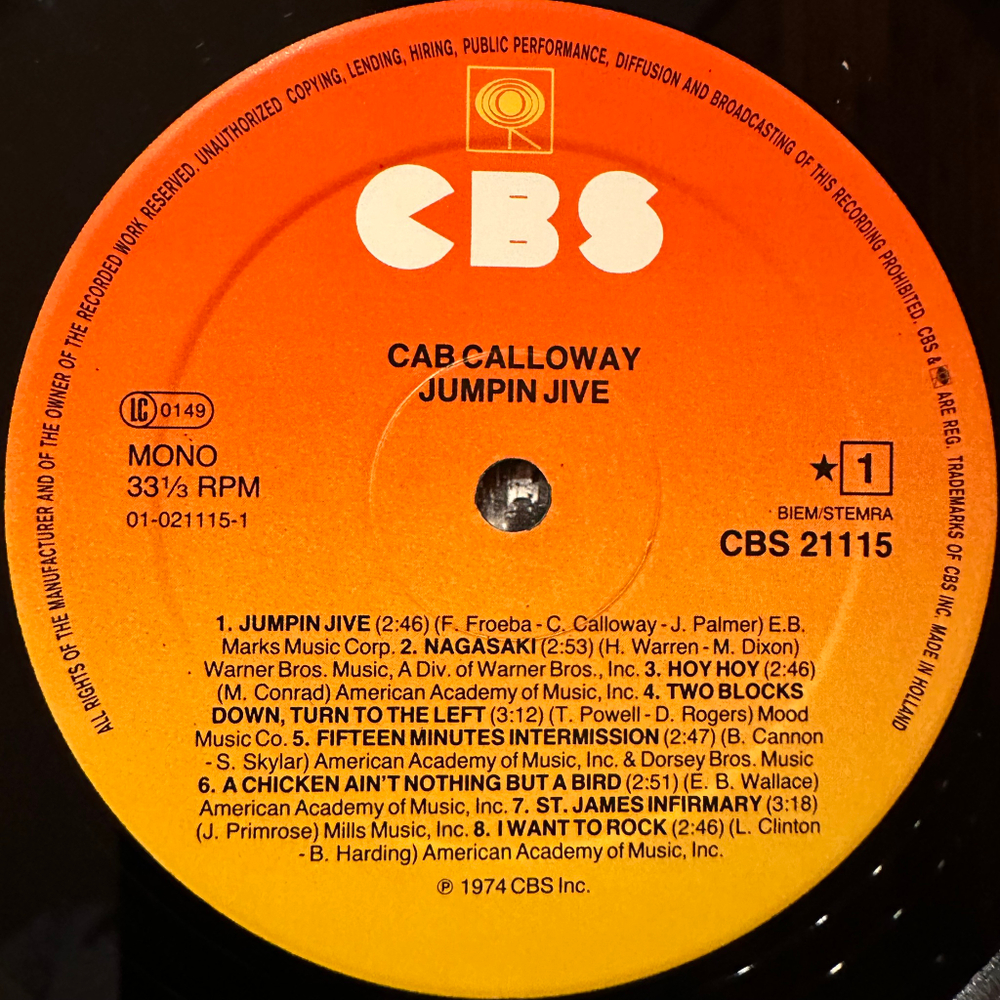 ALL RIGHTS OF THE MANUFACTURER AND OF THE OWNER OF THE RECORDED WORK RESERVED. UNAUTHORIZED COPYING, LENDING, HIRING, PUBLIC PERFORMANCE, DIFFUSION AND BROADCASTING OF THIS RECORDING PROHIBITED. CBS & ARE REG. TRADEMARKS OF CBS INC. MADE IN HOLLAND
CBS
CAB CALLOWAY
JUMPIN JIVE
LC 0149
MONO
33⅓ RPM
01-021115-1
★ 1
BIEM/STEMRA
CBS 21115
1. JUMPIN JIVE (2:46) (F. Froeba - C. Calloway - J. Palmer) E.B.
Marks Music Corp. 2. NAGASAKI (2:53) (H. Warren - M. Dixon)
Warner Bros. Music, A Div. of Warner Bros., Inc. 3. HOY HOY (2:46)
(M. Conrad) American Academy of Music, Inc. 4. TWO BLOCKS
DOWN, TURN TO THE LEFT (3:12) (T. Powell - D. Rogers) Mood
Music Co. 5. FIFTEEN MINUTES INTERMISSION (2:47) (B. Cannon
- S. Skylar) American Academy of Music, Inc. & Dorsey Bros. Music
6. A CHICKEN AIN'T NOTHING BUT A BIRD (2:51) (E. B. Wallace)
American Academy of Music, Inc. 7. ST. JAMES INFIRMARY (3:18)
(J. Primrose) Mills Music, Inc. 8. I WANT TO ROCK (2:46) (L. Clinton
- B. Harding) American Academy of Music, Inc.
℗ 1974 CBS Inc.